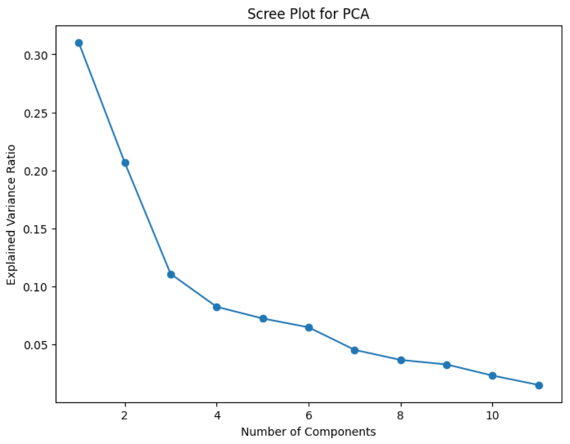 Scree Plot for PCA
Explained Variance Ratio
0.30
0.25
0.20
0.15
0.10
0.05
2 4 6 8 10
Number of Components